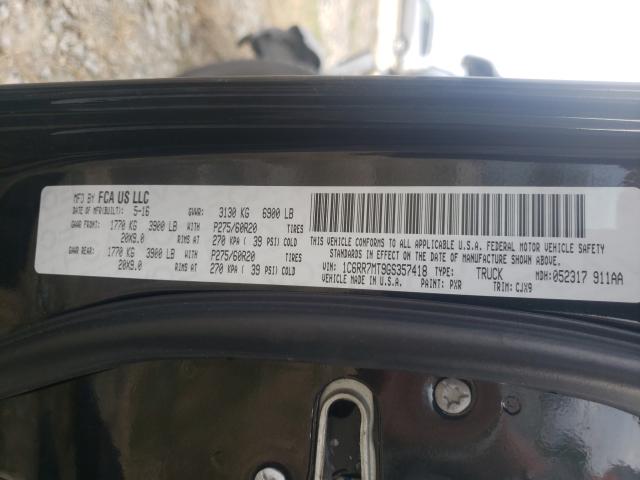 MFD BY FCA US LLC
DATE OF MFR(BUILT): 5-16 GVWR: 3130 KG 6900 LB
GAWR FRONT: 1770 KG 3900 LB WITH P275/60R20 TIRES
20X9.0 RIMS AT 270 KPA ( 39 PSI) COLD
GAWR REAR: 1770 KG 3900 LB WITH P275/60R20 TIRES
20X9.0 RIMS AT 270 KPA ( 39 PSI) COLD
THIS VEHICLE CONFORMS TO ALL APPLICABLE U.S.A. FEDERAL MOTOR VEHICLE SAFETY
STANDARDS IN EFFECT ON THE DATE OF MANUFACTURE SHOWN ABOVE.
VIN: 1C6RR7MT9GS357418 TYPE: TRUCK MDH: 052317 911AA
VEHICLE MADE IN U.S.A. PAINT: PXR TRIM: CJX9